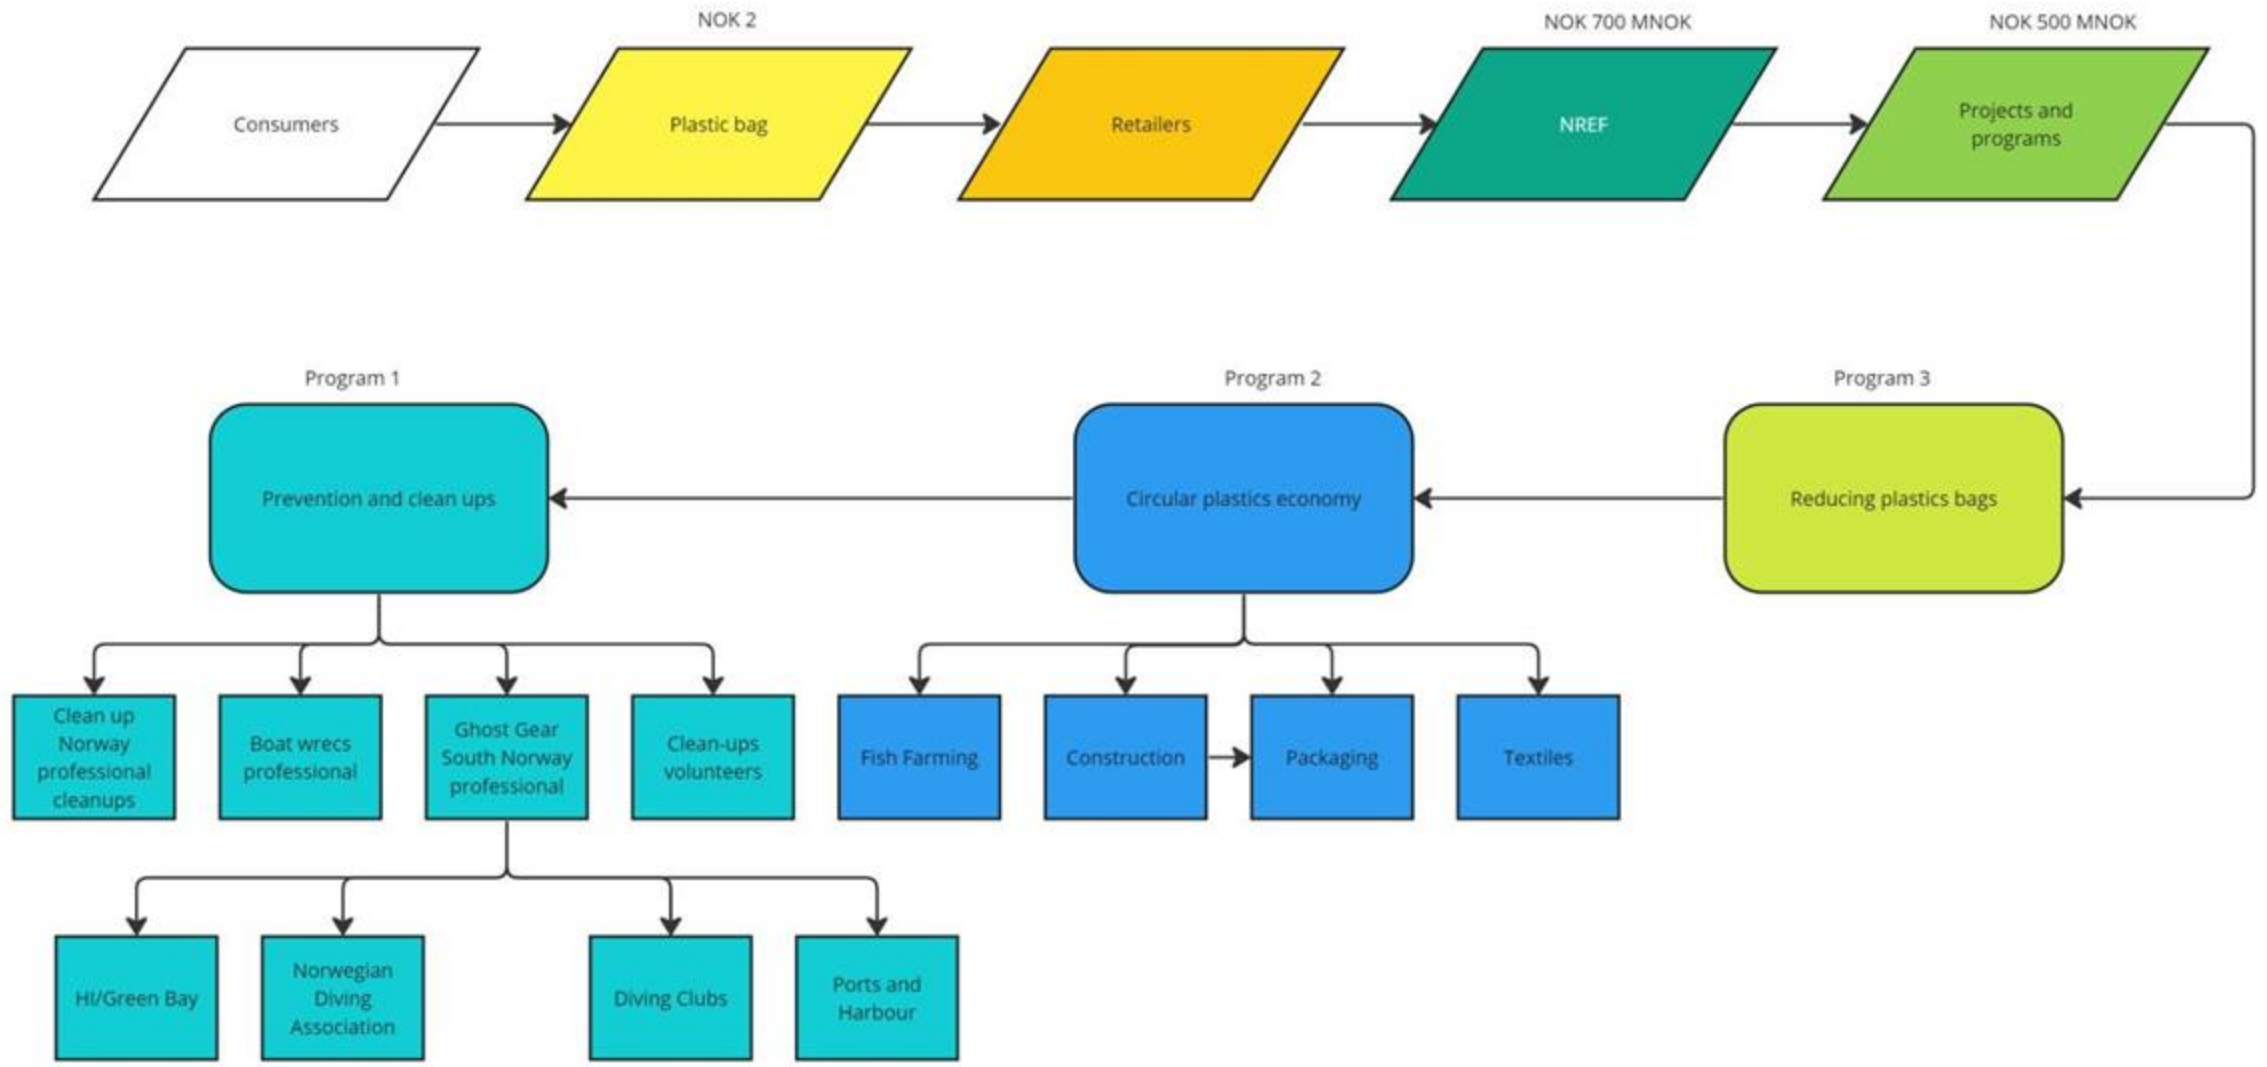 NOK 2
NOK 700 MNOK
NOK 500 MNOK
Consumers
Plastic bag
Retailers
NREF
Projects and
programs
Program 1
Program 2
Program 3
Prevention and clean ups
Circular plastics economy
Reducing plastics bags
Clean up
Norway
professional
cleanups
Boat wrecs
professional
Ghost Gear
South Norway
professional
Clean-ups
volunteers
Fish Farming
Construction
Packaging
Textiles
HI/Green Bay
Norwegian
Diving
Association
Diving Clubs
Ports and
Harbour